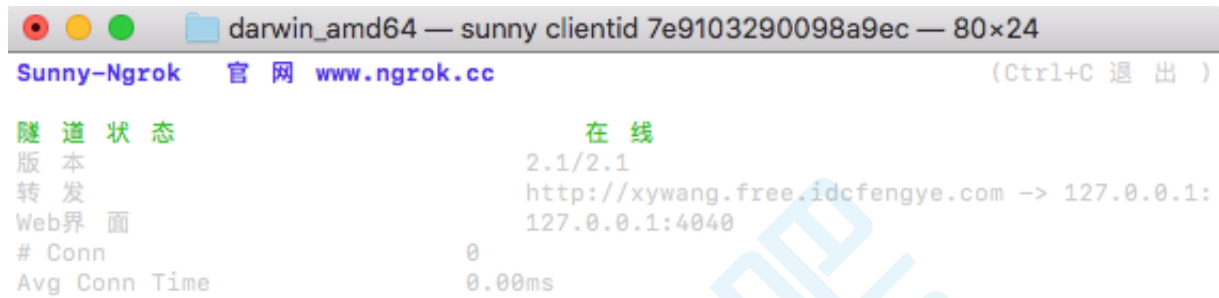 darwin_amd64 — sunny clientid 7e9103290098a9ec — 80×24
Sunny-Ngrok 官网 www.ngrok.cc (Ctrl+C 退出)
隧道状态 在线
版本 2.1/2.1
转发 http://xywang.free.idcfengye.com -> 127.0.0.1:
Web界面 127.0.0.1:4040
# Conn 0
Avg Conn Time 0.00ms